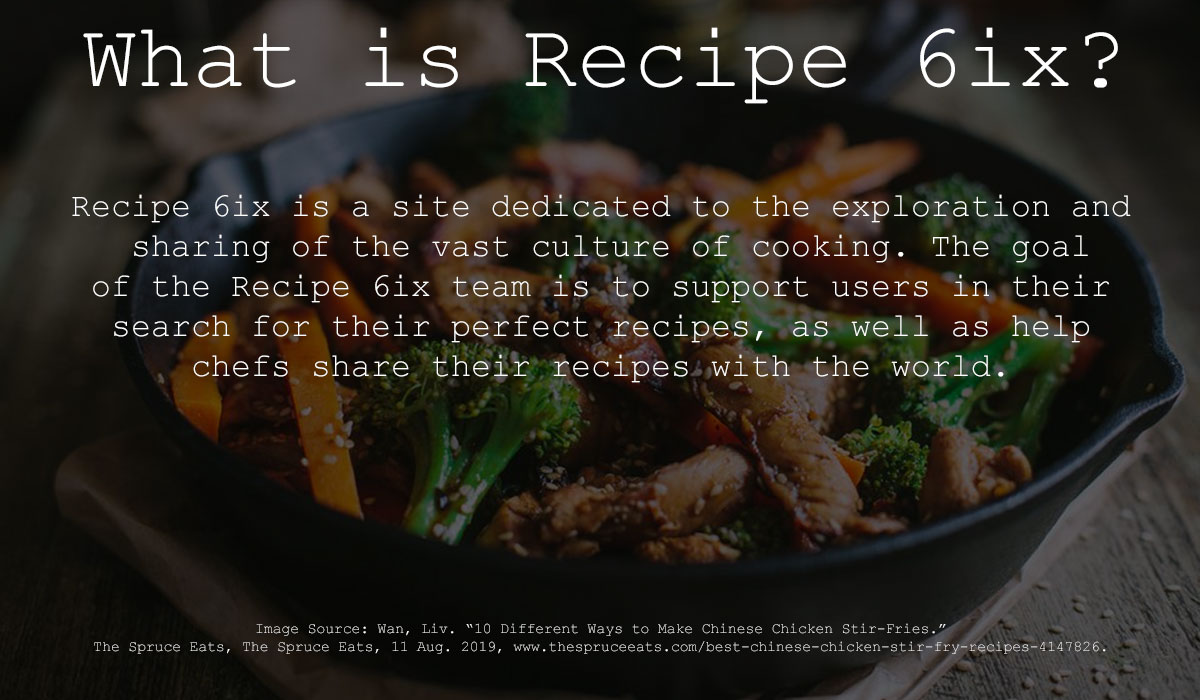 What is Recipe 6ix?
Recipe 6ix is a site dedicated to the exploration and
sharing of the vast culture of cooking. The goal
of the Recipe 6ix team is to support users in their
search for their perfect recipes, as well as help
chefs share their recipes with the world.
Image Source: Wan, Liv. “10 Different Ways to Make Chinese Chicken Stir-Fries.”
The Spruce Eats, The Spruce Eats, 11 Aug. 2019, www.thespruceeats.com/best-chinese-chicken-stir-fry-recipes-4147826.